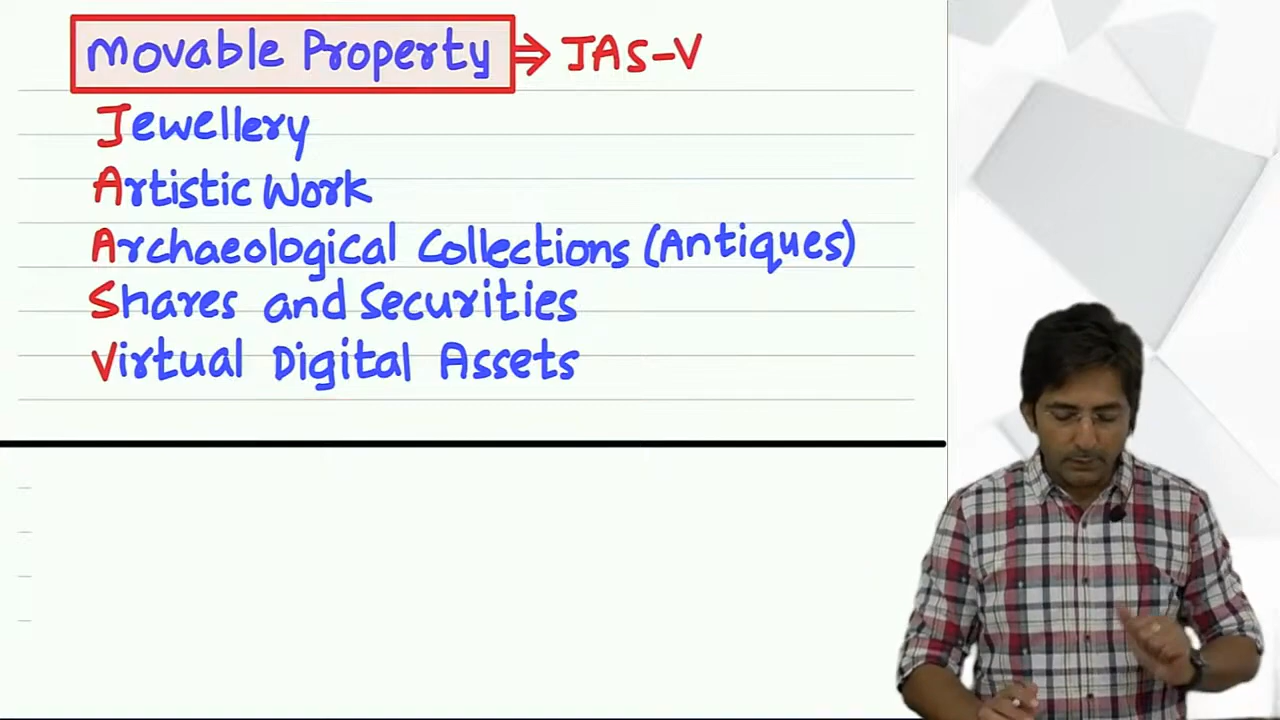 Movable Property ⇒ JAS-V
Jewellery
Artistic Work
Archaeological Collections (Antiques)
Shares and Securities
Virtual Digital Assets